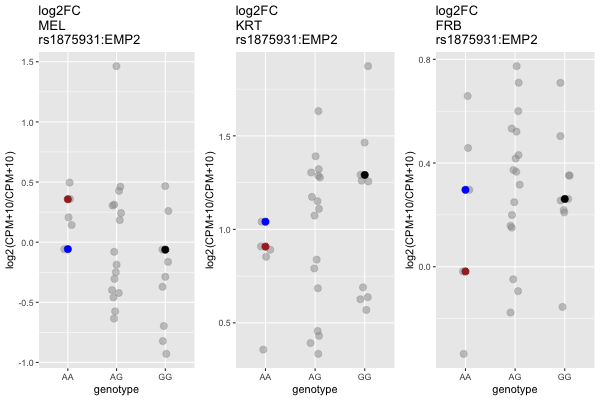 log2FC
MEL
rs1875931:EMP2
log2(CPM+10/CPM+10)
1.5
1.0
0.5
0.0
-0.5
-1.0
AA AG GG
genotype
log2FC
KRT
rs1875931:EMP2
log2(CPM+10/CPM+10)
1.5
1.0
0.5
AA AG GG
genotype
log2FC
FRB
rs1875931:EMP2
log2(CPM+10/CPM+10)
0.8
0.4
0.0
AA AG GG
genotype